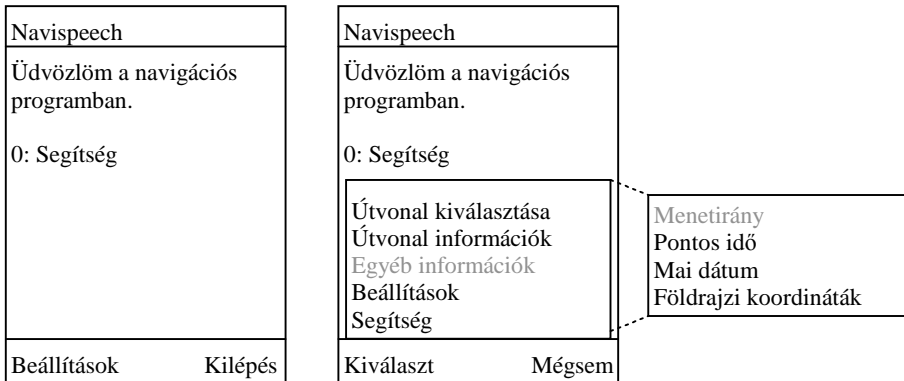 Navispeech
Üdvözlöm a navigációs
programban.
0: Segítség
Beállítások Kilépés
Navispeech
Üdvözlöm a navigációs
programban.
0: Segítség
Útvonal kiválasztása
Útvonal információk
Egyéb információk
Beállítások
Segítség
Kiválaszt Mégsem
Menetirány
Pontos idő
Mai dátum
Földrajzi koordináták